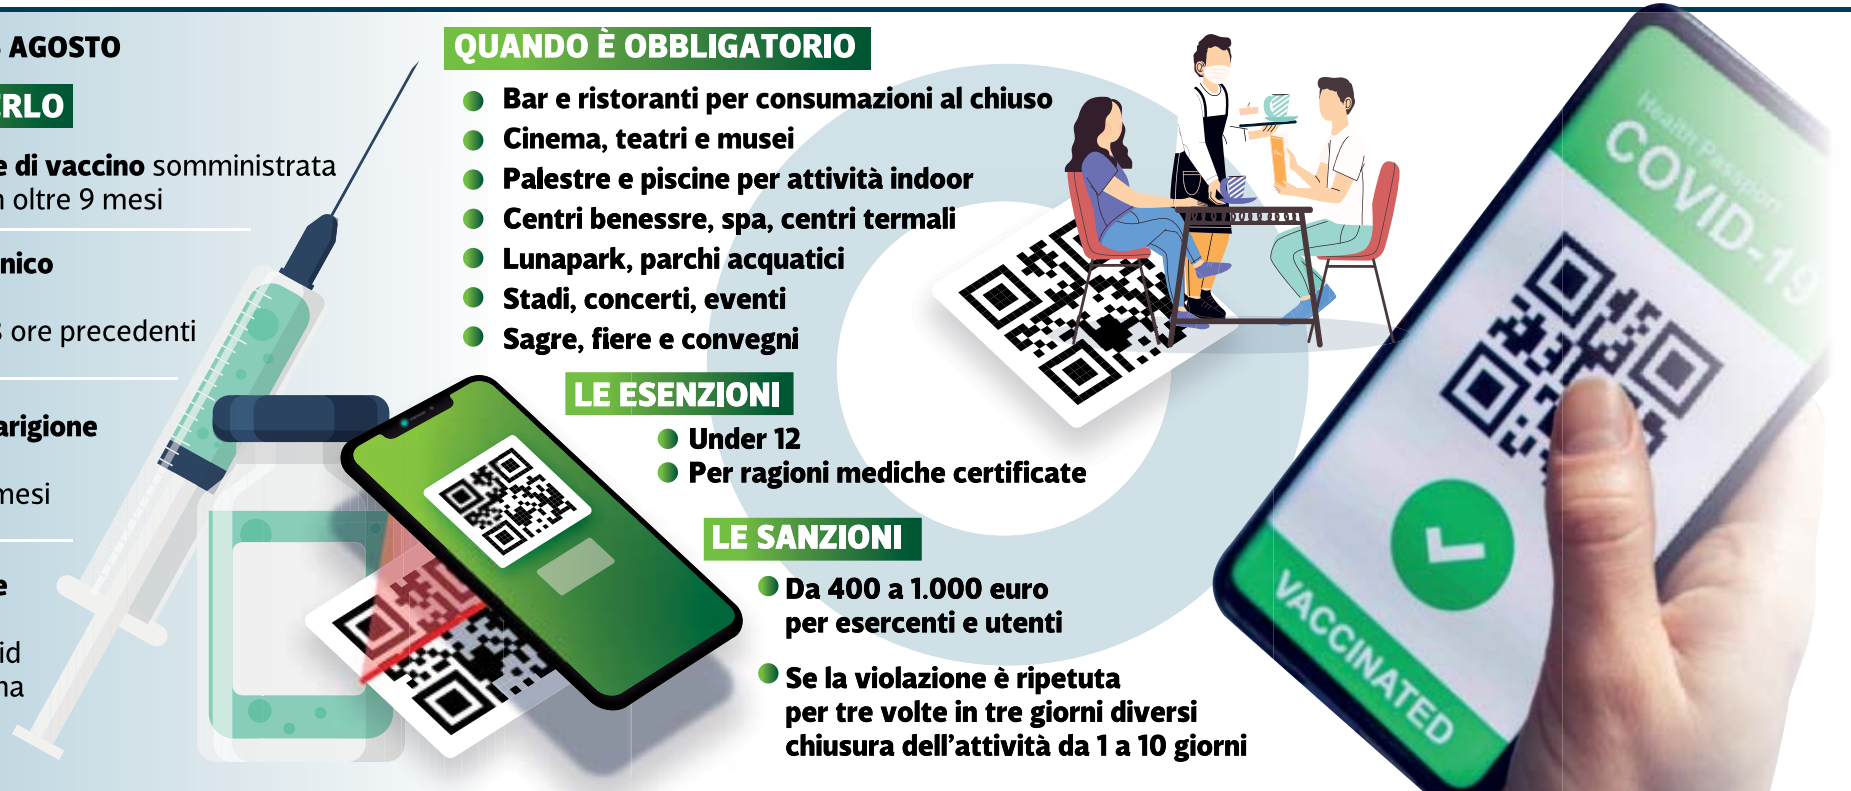 AGOSTO
ERLO
e di vaccino somministrata
oltre 9 mesi
nico
ore precedenti
arigione
mesi
e
id
na
QUANDO È OBBLIGATORIO
Bar e ristoranti per consumazioni al chiuso
Cinema, teatri e musei
Palestre e piscine per attività indoor
Centri benessre, spa, centri termali
Lunapark, parchi acquatici
Stadi, concerti, eventi
Sagre, fiere e convegni
LE ESENZIONI
Under 12
Per ragioni mediche certificate
LE SANZIONI
Da 400 a 1.000 euro
per esercenti e utenti
Se la violazione è ripetuta
per tre volte in tre giorni diversi
chiusura dell'attività da 1 a 10 giorni
Health Passport
COVID-19
VACCINATED